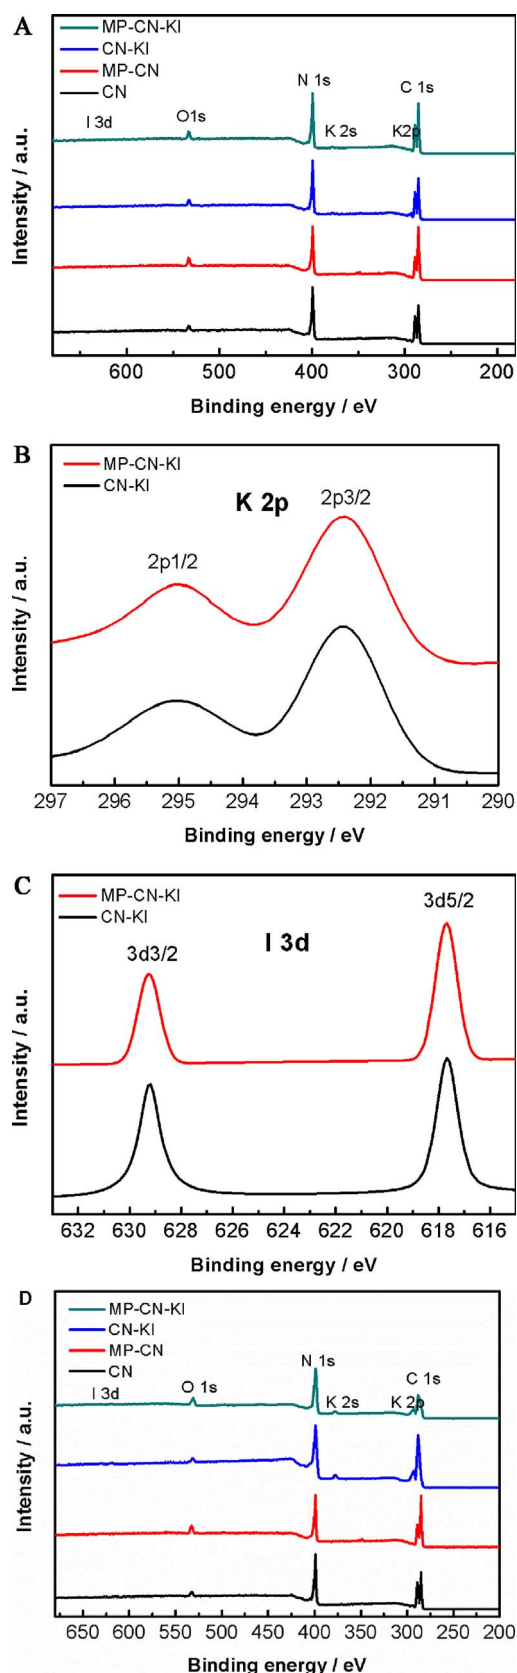 A
MP-CN-KI
CN-KI
MP-CN
CN
N 1s
C 1s
I 3d
O1s
K 2s
K2p
Intensity / a.u.
600 500 400 300 200
Binding energy / eV
B
MP-CN-KI
CN-KI
K 2p
2p3/2
2p1/2
Intensity / a.u.
297 296 295 294 293 292 291 290
Binding energy / eV
C
MP-CN-KI
CN-KI
3d5/2
3d3/2
I 3d
Intensity / a.u.
632 630 628 626 624 622 620 618 616
Binding energy / eV
D
MP-CN-KI
CN-KI
MP-CN
CN
N 1s
C 1s
I 3d
O 1s
K 2s
K 2p
Intensity / a.u.
650 600 550 500 450 400 350 300 250 200
Binding energy / eV